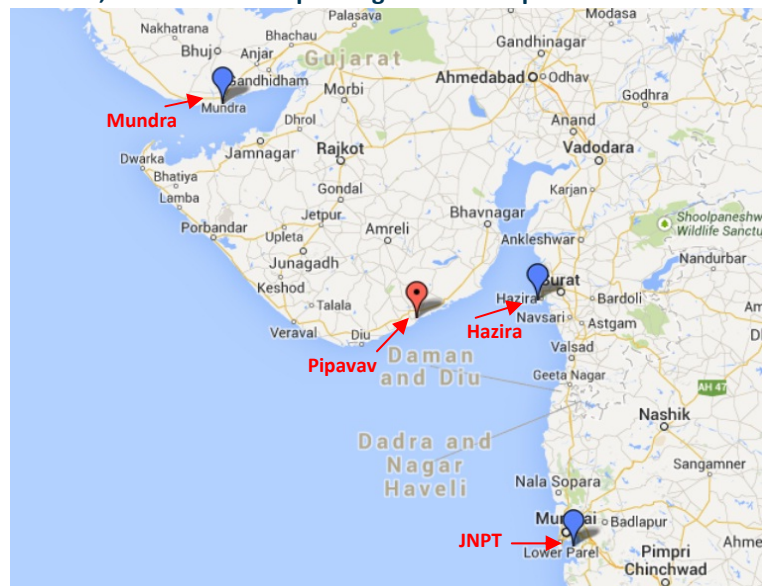 Palasava
Modasa
Nakhatrana
Bhachau
Gandhinagar
Bhuj
Anjar
Gujarat
Gandhidham
Ahmedabad
Odhav
Mundra
Morbi
Godhra
Mundra
Dhrol
Anand
Jamnagar
Rajkot
Vadodara
Dwarka
Bhatiya
Gondal
Karjan
Lamba
Jetpur
Bhavnagar
Shoolpaneshw
Wildlife Sanctu
Porbandar
Upleta
Amreli
Ankleshwar
Junagadh
Nandurbar
Keshod
Talala
Hazira
Surat
Bardoli
Am
Navsari
Astgam
Veraval
Diu
Hazira
Valsad
Dh
Pipavav
Daman
and Diu
Geeta Nagar
AH 47
Nashik
Dadra and
Nagar
Haveli
Sangamner
Nala Sopara
JNPT
Mumbai
Badlapur
Lower Parel
Ahme
Pimpri
Chinchwad